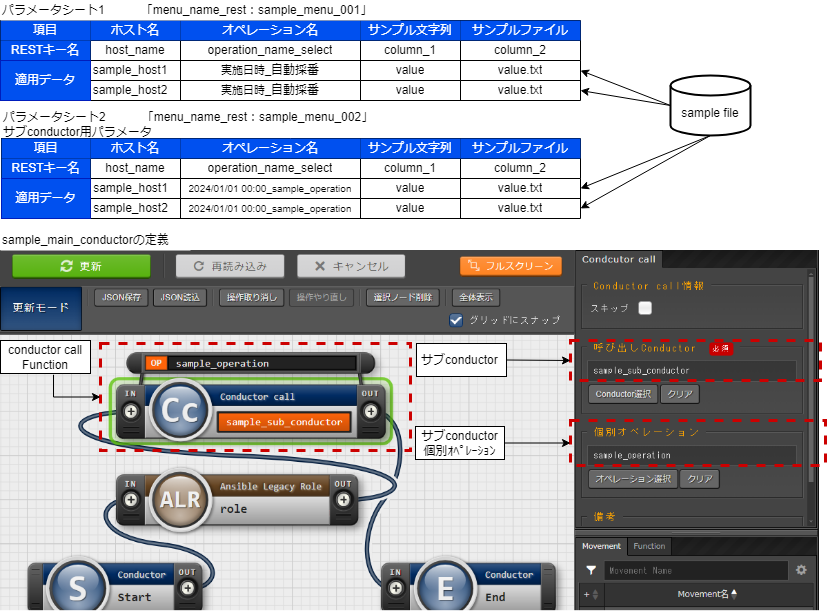 パラメータシート1 「menu_name_rest：sample_menu_001」
項目 ホスト名 オペレーション名 サンプル文字列 サンプルファイル
RESTキー名 host_name operation_name_select column_1 column_2
適用データ sample_host1 実施日時_自動採番 value value.txt
sample_host2 実施日時_自動採番 value value.txt
sample file
パラメータシート2 「menu_name_rest：sample_menu_002」
サブconductor用パラメータ
項目 ホスト名 オペレーション名 サンプル文字列 サンプルファイル
RESTキー名 host_name operation_name_select column_1 column_2
適用データ sample_host1 2024/01/01 00:00_sample_operation value value.txt
sample_host2 2024/01/01 00:00_sample_operation value value.txt
sample_main_conductorの定義
更新 再読み込み キャンセル フルスクリーン
更新モード JSON保存 JSON読込 操作取り消し 操作やり直し 選択ノード削除 全体表示
グリッドにスナップ
conductor call
Function
OP sample_operation
IN Cc Conductor call OUT
sample_sub_conductor
サブconductor
サブconductor
個別ｵﾍﾟﾚｰｼｮﾝ
IN ALR Ansible Legacy Role OUT
role
S Conductor OUT
Start
IN E Conductor
End
Condcutor call
Conductor call情報
スキップ
呼び出しConductor 必須
sample_sub_conductor
Conductor選択 クリア
個別オペレーション
sample_operation
オペレーション選択 クリア
備考
Movement Function
Movement Name
Movement名